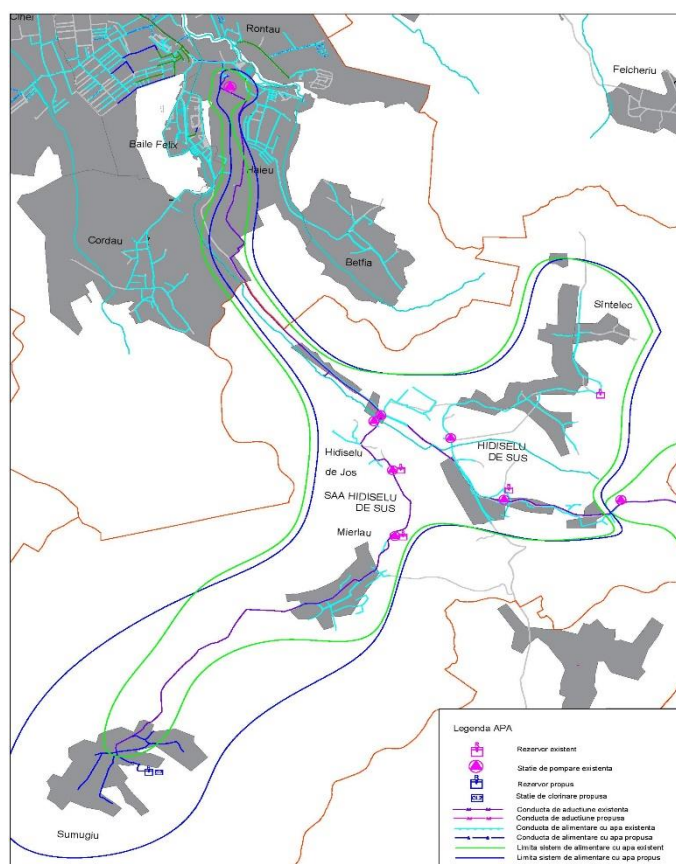 Cihei
Rontau
Felcheriu
Baile Felix
Haieu
Cordau
Betfia
Sintelec
Hidiselu
de Jos
HIDISELU
DE SUS
SAA HIDISELU
DE SUS
Mierlau
Sumugiu
Legenda APA
Rezervor existent
Statie de pompare existenta
Rezervor propus
Statie de clorinare propusa
Conducta de aductiune existenta
Conducta de aductiune propusa
Conducta de alimentare cu apa existenta
Conducta de alimentare cu apa propusa
Limita sistem de alimentare cu apa existent
Limita sistem de alimentare cu apa propus